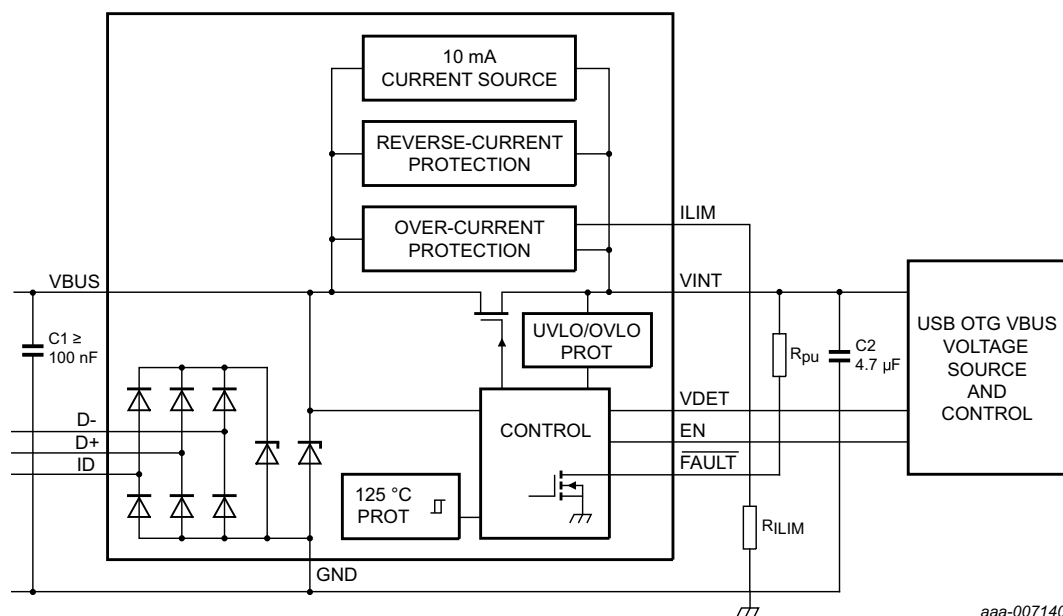 10 mA
CURRENT SOURCE
REVERSE-CURRENT
PROTECTION
OVER-CURRENT
PROTECTION
ILIM
VBUS
VINT
C1 ≥
100 nF
UVLO/OVLO
PROT
Rpu
C2
4.7 µF
USB OTG VBUS
VOLTAGE
SOURCE
AND
CONTROL
D-
D+
ID
CONTROL
VDET
EN
FAULT
125 °C
PROT
RILIM
GND
aaa-007140